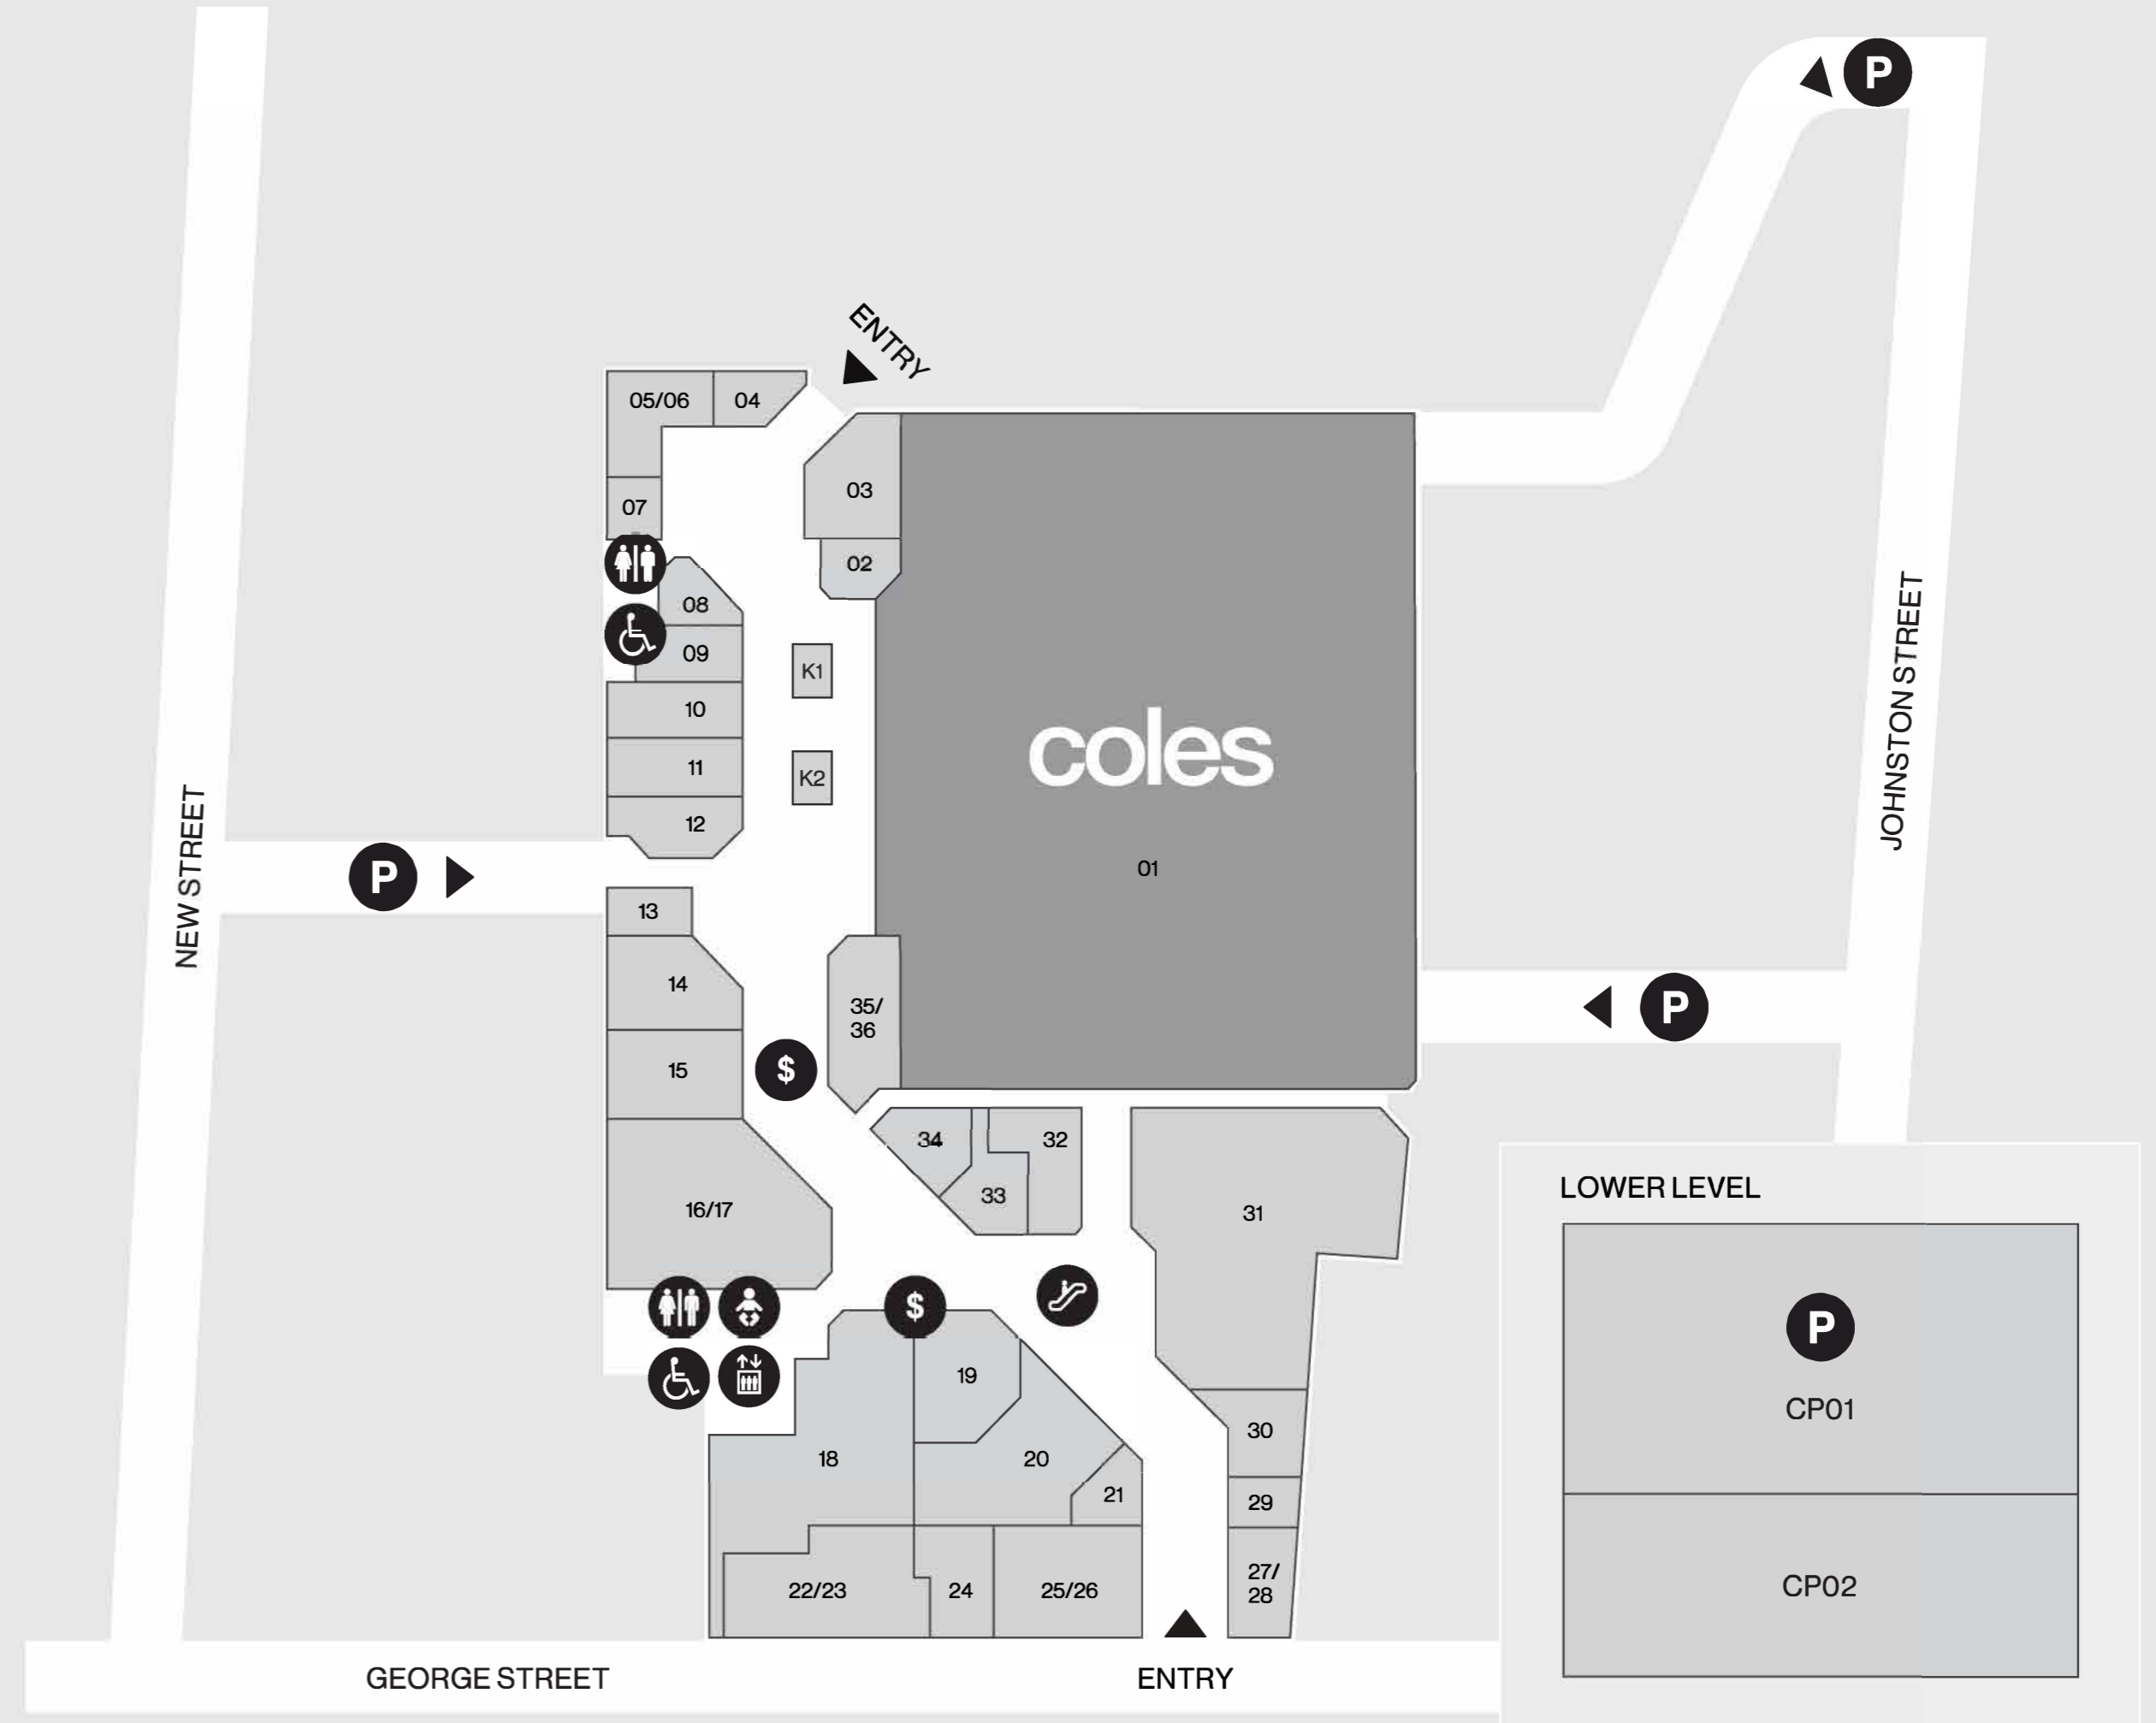 P
ENTRY
05/06
04
03
07
02
08
09
K1
10
coles
11
K2
12
01
JOHNSTON STREET
NEW STREET
P
13
14
35/
36
P
15
$
34
32
33
16/17
31
$
19
18
20
30
21
29
22/23
24
25/26
27/
28
GEORGE STREET
ENTRY
LOWER LEVEL
P
CP01
CP02